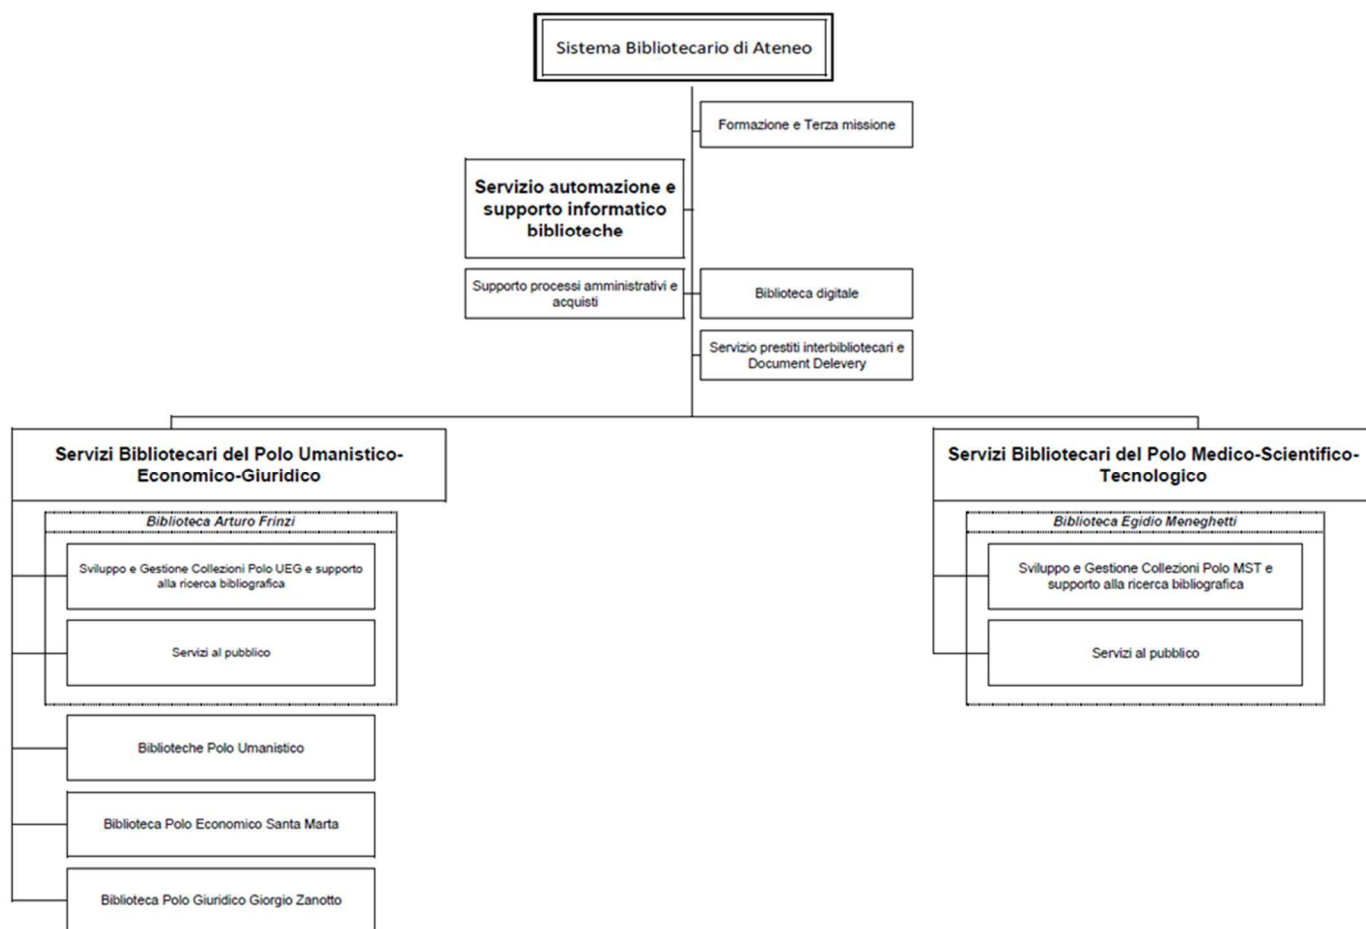 Sistema Bibliotecario di Ateneo
Formazione e Terza missione
Servizio automazione e
supporto informatico
biblioteche
Supporto processi amministrativi e
acquisti
Biblioteca digitale
Servizio prestiti interbibliotecari e
Document Delevery
Servizi Bibliotecari del Polo Umanistico-
Economico-Giuridico
Biblioteca Arturo Frinzi
Sviluppo e Gestione Collezioni Polo UEG e supporto
alla ricerca bibliografica
Servizi al pubblico
Biblioteche Polo Umanistico
Biblioteca Polo Economico Santa Marta
Biblioteca Polo Giuridico Giorgio Zanotto
Servizi Bibliotecari del Polo Medico-Scientifico-
Tecnologico
Biblioteca Egidio Meneghetti
Sviluppo e Gestione Collezioni Polo MST e
supporto alla ricerca bibliografica
Servizi al pubblico